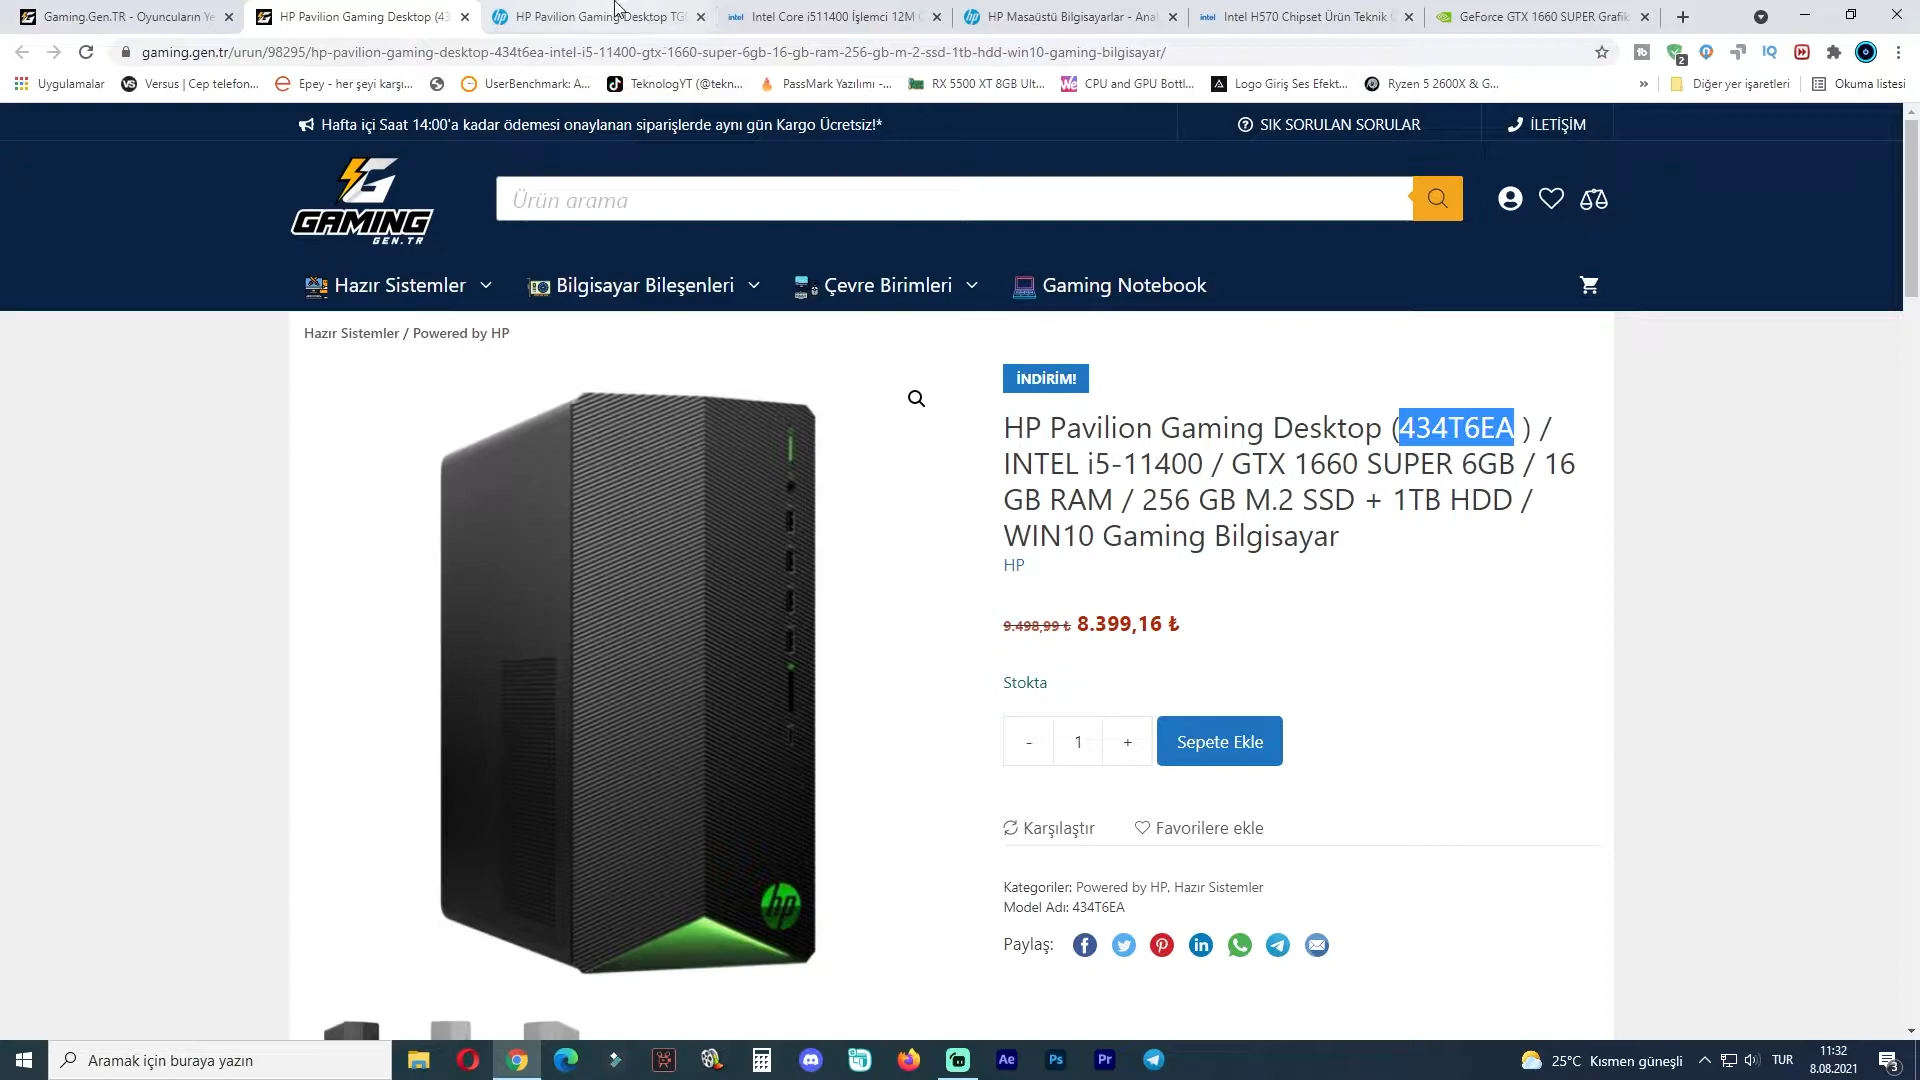 Gaming.Gen.TR - Oyuncuların Ye
HP Pavilion Gaming Desktop (43
HP Pavilion Gaming Desktop TG
Intel Core i511400 İşlemci 12M
HP Masaüstü Bilgisayarlar - Ana
Intel H570 Chipset Ürün Teknik
GeForce GTX 1660 SUPER Grafik
gaming.gen.tr/urun/98295/hp-pavilion-gaming-desktop-434t6ea-intel-i5-11400-gtx-1660-super-6gb-16-gb-ram-256-gb-m-2-ssd-1tb-hdd-win10-gaming-bilgisayar/
Uygulamalar
Versus | Cep telefon...
Epey - her şeyi karşı...
UserBenchmark: A...
TeknologYT (@tekn...
PassMark Yazılımı -...
RX 5500 XT 8GB Ult...
CPU and GPU Bottl...
Logo Giriş Ses Efekt...
Ryzen 5 2600X & G...
»
Diğer yer işaretleri
Okuma listesi
Hafta içi Saat 14:00'a kadar ödemesi onaylanan siparişlerde aynı gün Kargo Ücretsiz!*
SIK SORULAN SORULAR
İLETİŞİM
GAMING
GEN.TR
Ürün arama
Hazır Sistemler
Bilgisayar Bileşenleri
Çevre Birimleri
Gaming Notebook
Hazır Sistemler / Powered by HP
İNDİRİM!
HP Pavilion Gaming Desktop (434T6EA ) /
INTEL i5-11400 / GTX 1660 SUPER 6GB / 16
GB RAM / 256 GB M.2 SSD + 1TB HDD /
WIN10 Gaming Bilgisayar
HP
9.498,99 ₺ 8.399,16 ₺
Stokta
- 1 +
Sepete Ekle
Karşılaştır
Favorilere ekle
Kategoriler: Powered by HP, Hazır Sistemler
Model Adı: 434T6EA
Paylaş:
hp
Aramak için buraya yazın
25°C Kısmen güneşli
TUR
11:32
8.08.2021
3